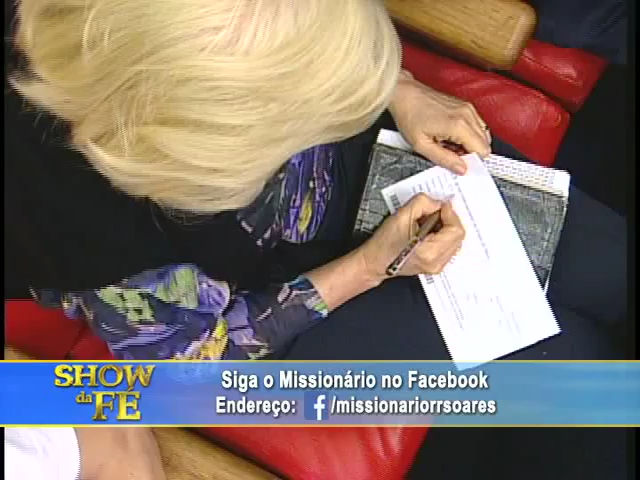 SHOW
da FÉ
Siga o Missionário no Facebook
Endereço: f /missionariorrsoares